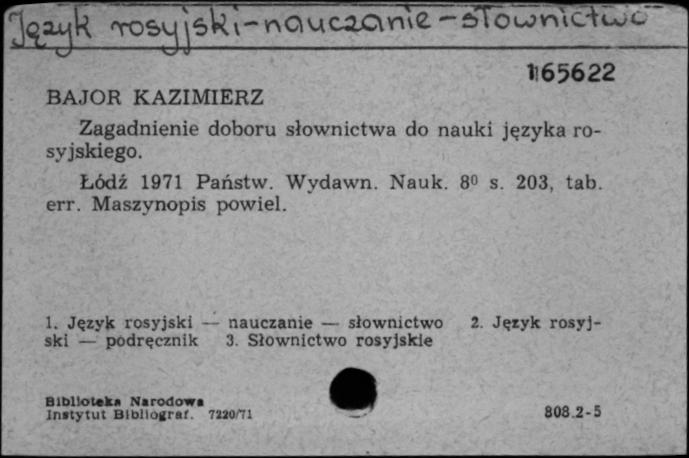 Język rosyjski-nauczanie-słownictwo
165622
BAJOR KAZIMIERZ
Zagadnienie doboru słownictwa do nauki języka ro-
syjskiego.
Łódź 1971 Państw. Wydawn. Nauk. 8⁰ s. 203, tab.
err. Maszynopis powiel.
1. Język rosyjski — nauczanie — słownictwo 2. Język rosyj-
ski — podręcznik 3. Słownictwo rosyjskie
Biblioteka Narodowa
Instytut Bibliograf. 7220/71
808.2-5